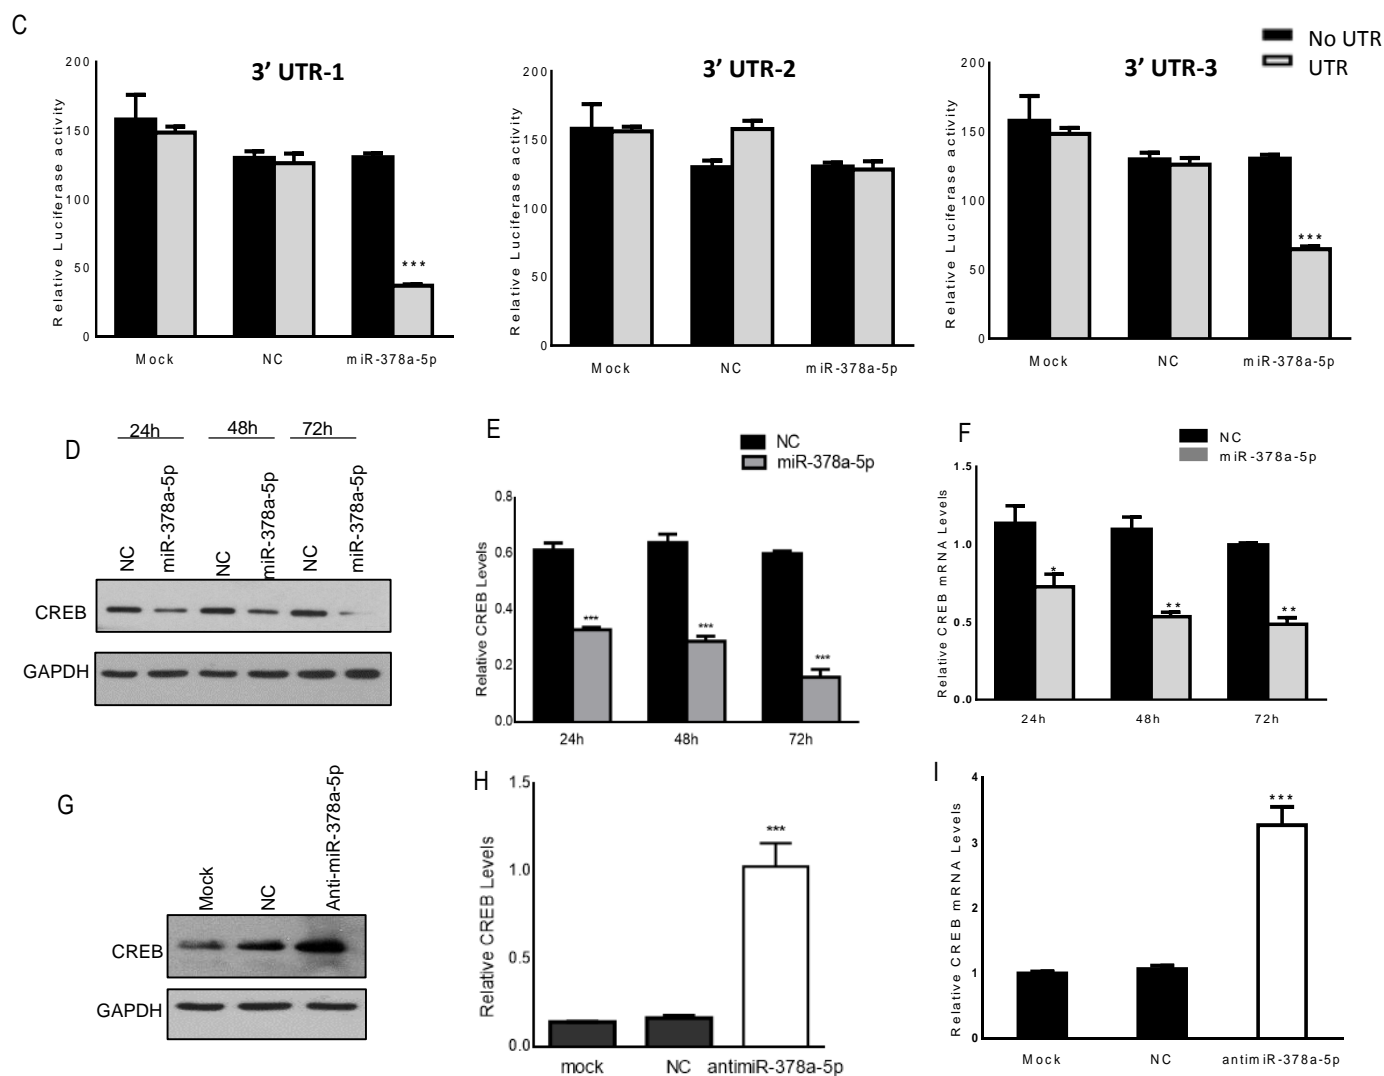 C
No UTR
UTR
3’ UTR-1
Relative Luciferase activity
200
150
100
50
0
***
Mock NC miR-378a-5p
3’ UTR-2
Relative Luciferase activity
200
150
100
50
0
Mock NC miR-378a-5p
3’ UTR-3
Relative Luciferase activity
200
150
100
50
0
***
Mock NC miR-378a-5p
D
24h 48h 72h
NC
miR-378a-5p
NC
miR-378a-5p
NC
miR-378a-5p
CREB
GAPDH
E
NC
miR-378a-5p
Relative CREB Levels
0.8
0.6
0.4
0.2
0.0
***
***
***
24h 48h 72h
F
NC
miR-378a-5p
Relative CREB mRNA Levels
1.5
1.0
0.5
0.0
*
**
**
24h 48h 72h
G
Mock
NC
Anti-miR-378a-5p
CREB
GAPDH
H
Relative CREB Levels
1.5
1.0
0.5
0.0
***
mock NC antimiR-378a-5p
I
Relative CREB mRNA Levels
4
3
2
1
0
***
Mock NC antimiR-378a-5p